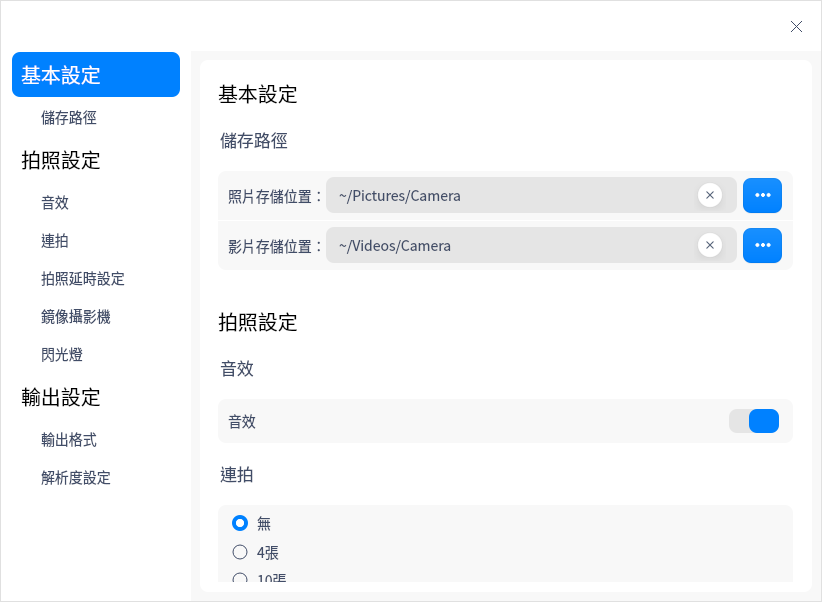 基本設定
儲存路徑
拍照設定
音效
連拍
拍照延時設定
鏡像攝影機
閃光燈
輸出設定
輸出格式
解析度設定
基本設定
儲存路徑
照片存儲位置：
~/Pictures/Camera
影片存儲位置：
~/Videos/Camera
拍照設定
音效
音效
連拍
無
4張
10張